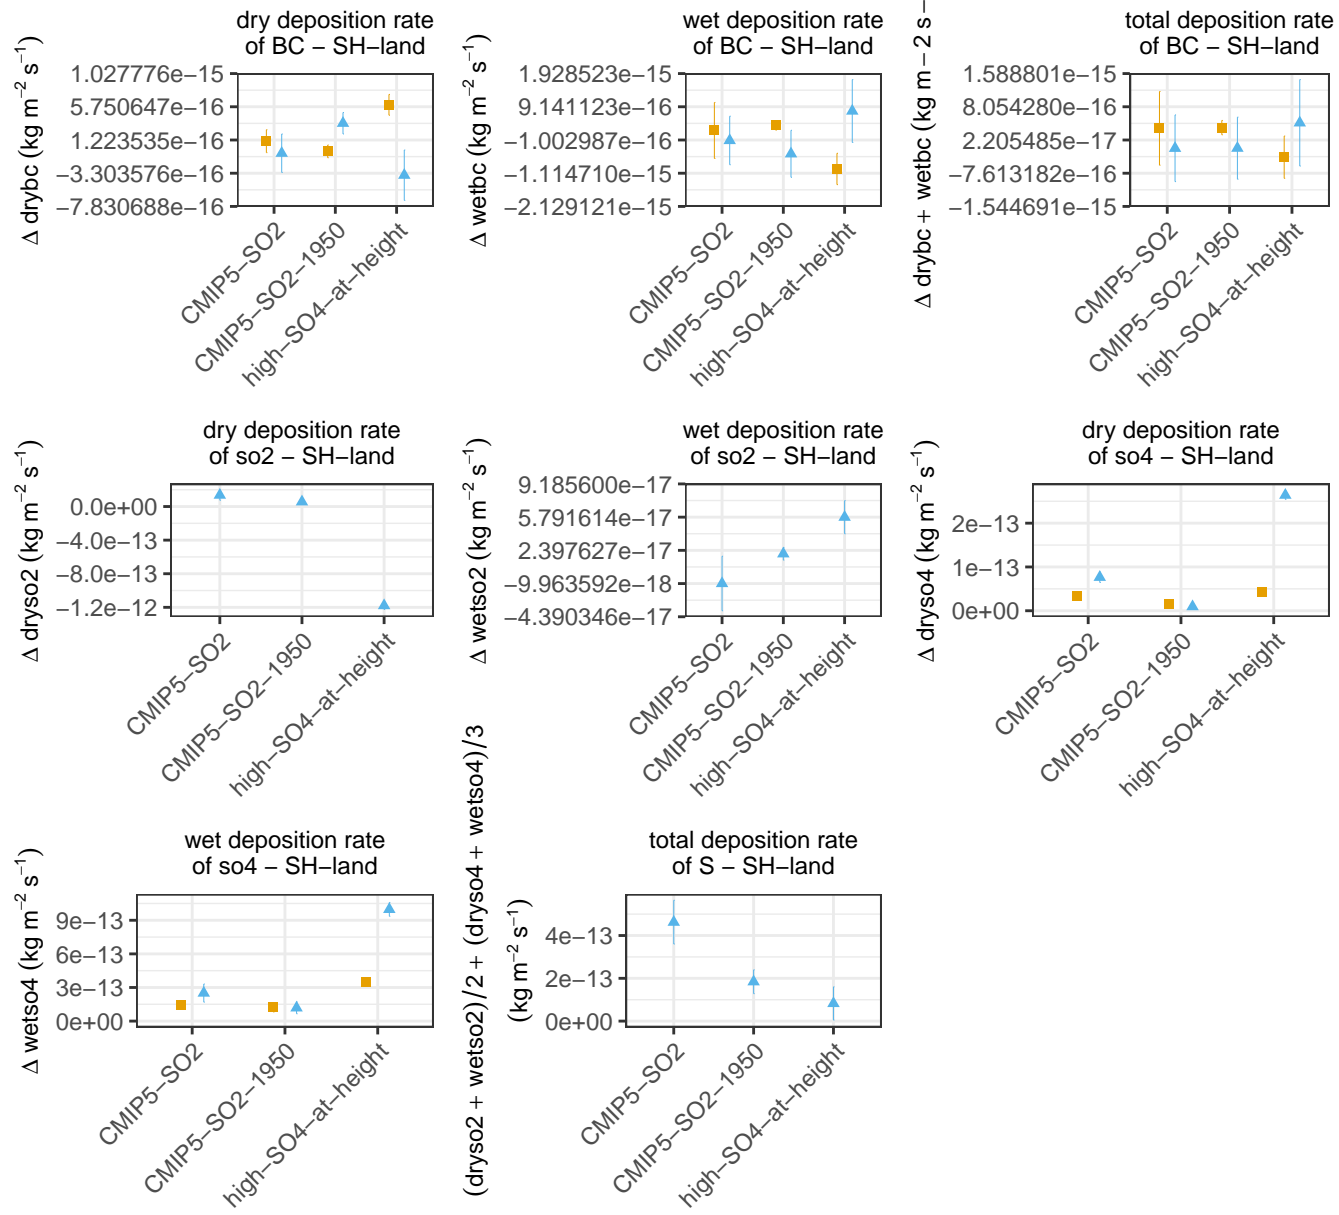 dry deposition rate
of BC − SH−land
Δ drybc (kg m−2 s−1)
1.027776e−15
5.750647e−16
1.223535e−16
−3.303576e−16
−7.830688e−16
CMIP5−SO2
CMIP5−SO2−1950
high−SO4−at−height
wet deposition rate
of BC − SH−land
Δ wetbc (kg m−2 s−1)
1.928523e−15
9.141123e−16
−1.002987e−16
−1.114710e−15
−2.129121e−15
CMIP5−SO2
CMIP5−SO2−1950
high−SO4−at−height
total deposition rate
of BC − SH−land
Δ drybc + wetbc (kg m−2 s−
1.588801e−15
8.054280e−16
2.205485e−17
−7.613182e−16
−1.544691e−15
CMIP5−SO2
CMIP5−SO2−1950
high−SO4−at−height
dry deposition rate
of so2 − SH−land
Δ dryso2 (kg m−2 s−1)
0.0e+00
−4.0e−13
−8.0e−13
−1.2e−12
CMIP5−SO2
CMIP5−SO2−1950
high−SO4−at−height
wet deposition rate
of so2 − SH−land
Δ wetso2 (kg m−2 s−1)
9.185600e−17
5.791614e−17
2.397627e−17
−9.963592e−18
−4.390346e−17
CMIP5−SO2
CMIP5−SO2−1950
high−SO4−at−height
dry deposition rate
of so4 − SH−land
Δ dryso4 (kg m−2 s−1)
2e−13
1e−13
0e+00
CMIP5−SO2
CMIP5−SO2−1950
high−SO4−at−height
wet deposition rate
of so4 − SH−land
Δ wetso4 (kg m−2 s−1)
9e−13
6e−13
3e−13
0e+00
CMIP5−SO2
CMIP5−SO2−1950
high−SO4−at−height
total deposition rate
of S − SH−land
(dryso2 + wetso2)/2 + (dryso4 + wetso4)/3
(kg m−2 s−1)
4e−13
2e−13
0e+00
CMIP5−SO2
CMIP5−SO2−1950
high−SO4−at−height